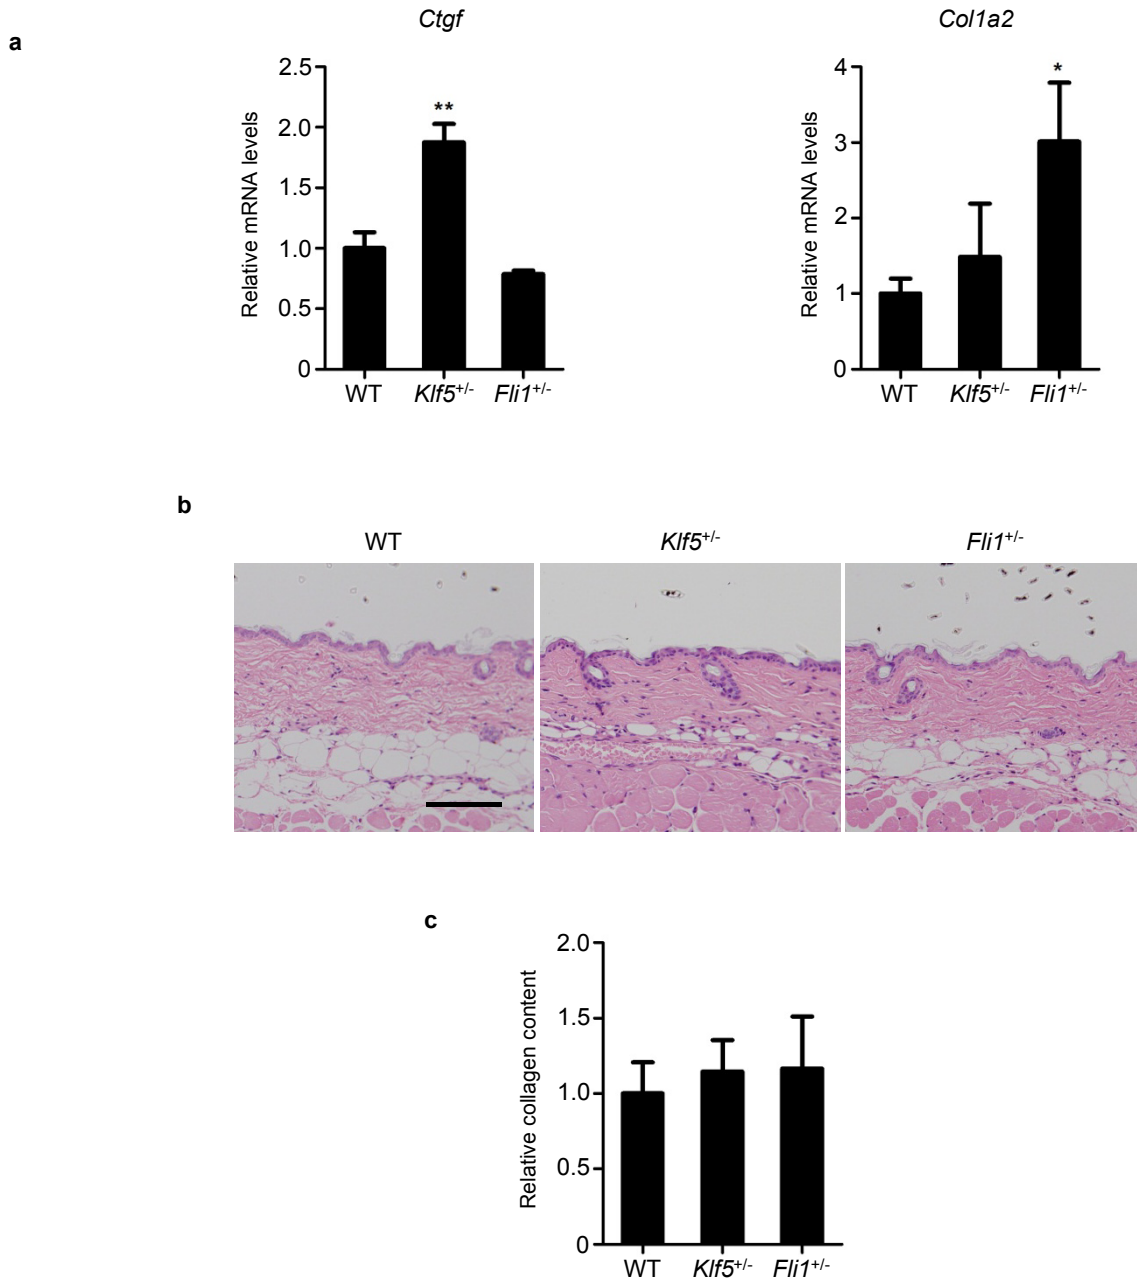 a
Ctgf
Relative mRNA levels
2.5
2.0
1.5
1.0
0.5
0
**
WT Klf5+/- Fli1+/-
Col1a2
Relative mRNA levels
4
3
2
1
0
*
WT Klf5+/- Fli1+/-
b
WT Klf5+/- Fli1+/-
c
Relative collagen content
2.0
1.5
1.0
0.5
0
WT Klf5+/- Fli1+/-